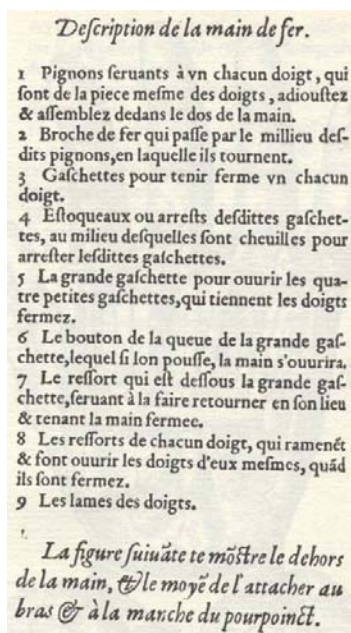 Deſcription de la main de fer.
1 Pignons ſeruants à vn chacun doigt, qui
ſont de la piece meſme des doigts, adiouſtez
& aſſemblez dedans le dos de la main.
2 Broche de fer qui paſſe par le millieu deſ-
dits pignons, en laquelle ils tournent.
3 Gaſchettes pour tenir ferme vn chacun
doigt.
4 Eſtoqueaux ou arreſts deſdittes gaſchet-
tes, au milieu deſquelles ſont cheuilles pour
arreſter leſdittes gaſchettes.
5 La grande gaſchette pour ouurir les qua-
tre petites gaſchettes, qui tiennent les doigts
fermez.
6 Le bouton de la queue de la grande gaſ-
chette, lequel ſi lon pouſſe, la main s'ouurira.
7 Le reſſort qui eſt deſſous la grande gaſ-
chette, ſeruant à la faire retourner en ſon lieu
& tenant la main fermee.
8 Les reſſorts de chacun doigt, qui ramenẽt
& font ouurir les doigts d'eux meſmes, quãd
ils ſont fermez.
9 Les lames des doigts.
La figure ſuiuãte te mõſtre le dehors
de la main, & le moyẽ de l'attacher au
bras & à la manche du pourpoinct.